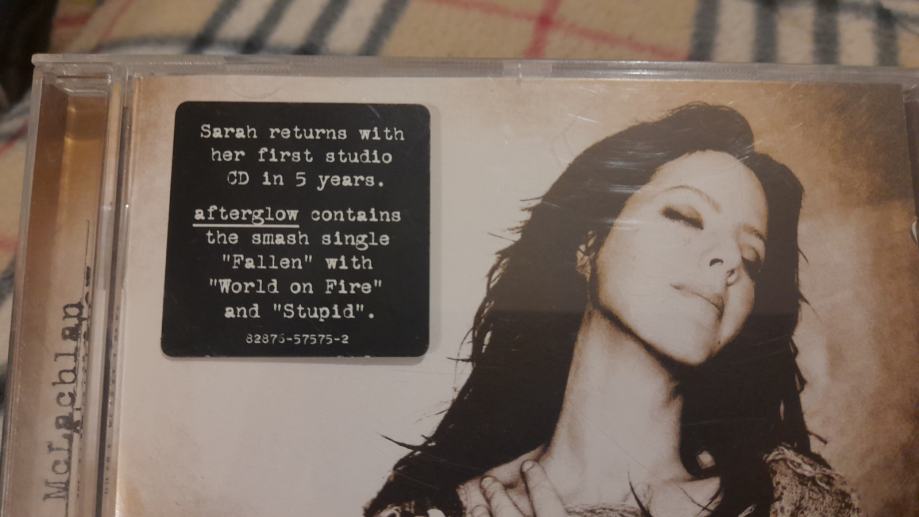 Sarah returns with
her first studio
CD in 5 years.
afterglow contains
the smash single
"Fallen" with
"World on Fire"
and "Stupid".
82876-57575-2
McLachlan